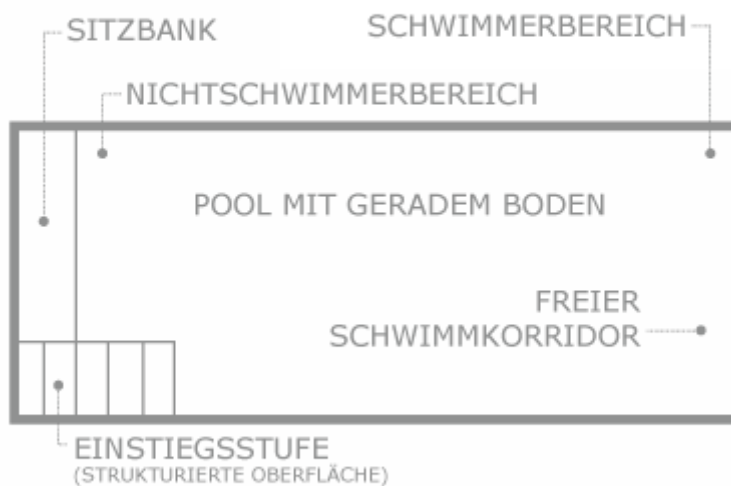 SITZBANK
SCHWIMMERBEREICH
NICHTSCHWIMMERBEREICH
POOL MIT GERADEM BODEN
FREIER
SCHWIMMKORRIDOR
EINSTIEGSSTUFE
(STRUKTURIERTE OBERFLÄCHE)